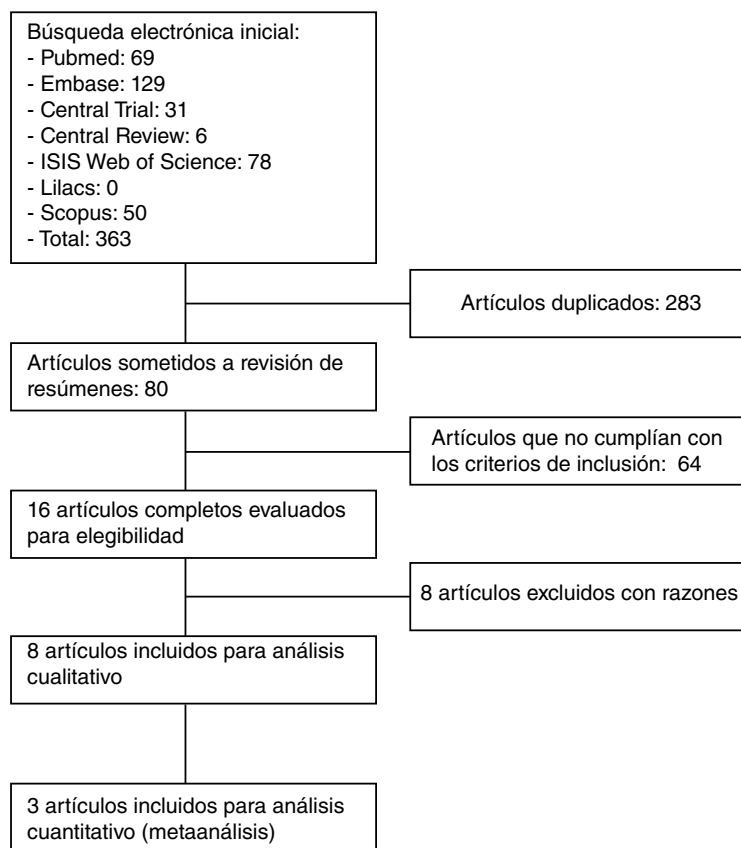 Búsqueda electrónica inicial:
- Pubmed: 69
- Embase: 129
- Central Trial: 31
- Central Review: 6
- ISIS Web of Science: 78
- Lilacs: 0
- Scopus: 50
- Total: 363
Artículos duplicados: 283
Artículos sometidos a revisión de
resúmenes: 80
Artículos que no cumplían con
los criterios de inclusión: 64
16 artículos completos evaluados
para elegibilidad
8 artículos excluidos con razones
8 artículos incluidos para análisis
cualitativo
3 artículos incluidos para análisis
cuantitativo (metaanálisis)